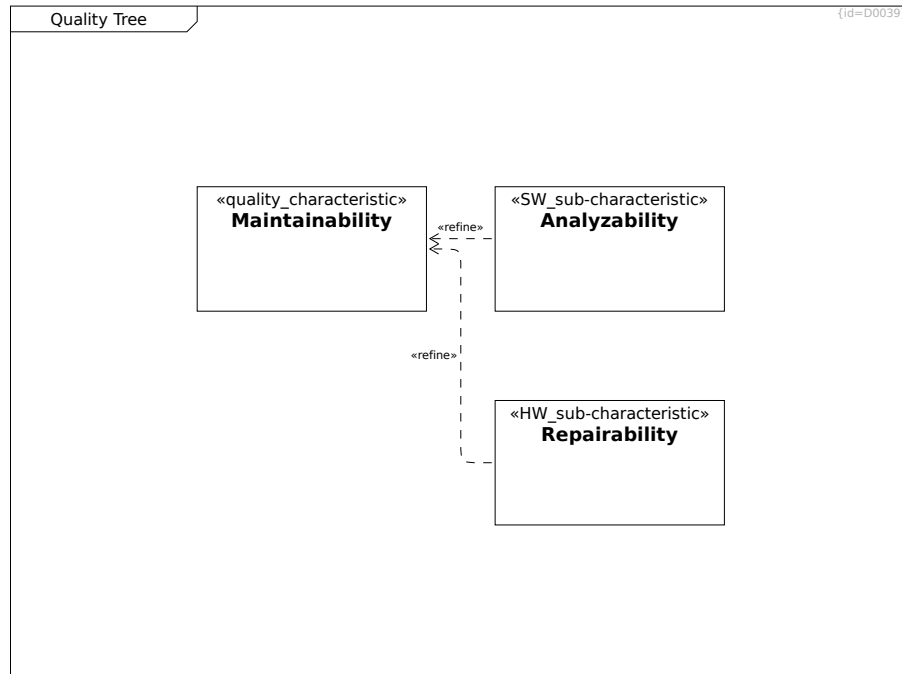 Quality Tree
{id=D0039
«quality_characteristic»
Maintainability
«SW_sub-characteristic»
Analyzability
«refine»
«refine»
«HW_sub-characteristic»
Repairability